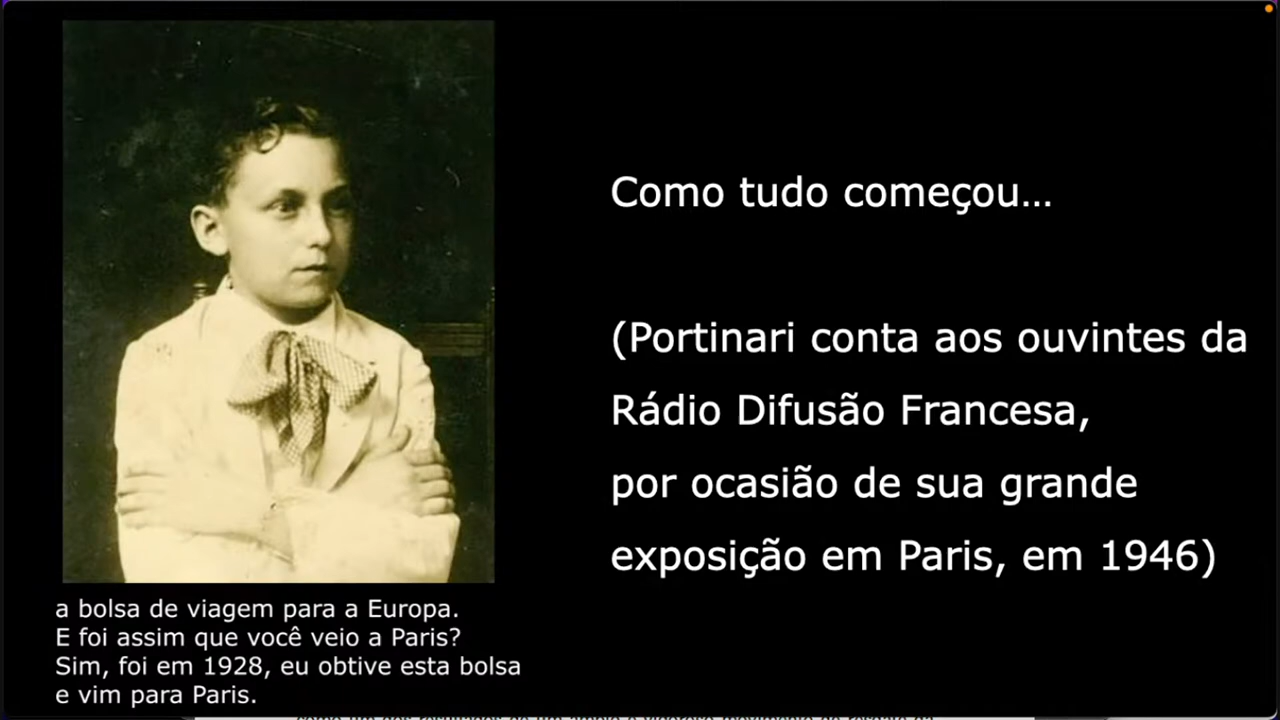 Como tudo começou...
(Portinari conta aos ouvintes da
Rádio Difusão Francesa,
por ocasião de sua grande
exposição em Paris, em 1946)
a bolsa de viagem para a Europa.
E foi assim que você veio a Paris?
Sim, foi em 1928, eu obtive esta bolsa
e vim para Paris.